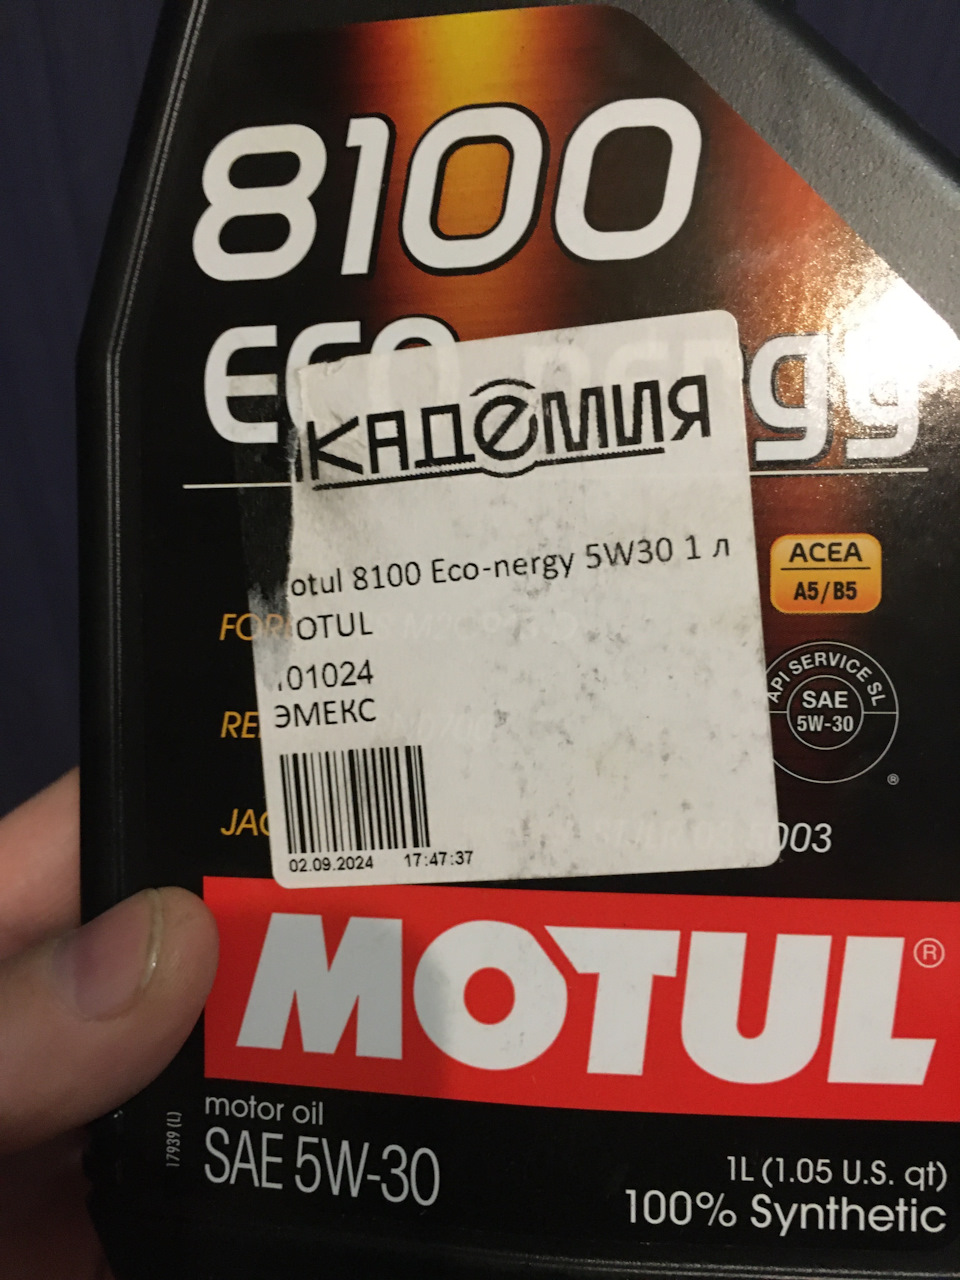 8100
КАДЕМИЯ
otul 8100 Eco-nergy 5W30 1 л
OTUL
01024
ЭМЕКС
02.09.2024 17:47:37
ACEA
A5/B5
API SERVICE SL
SAE
5W-30
®
JAG
003
MOTUL®
motor oil
SAE 5W-30
17939 (L)
1L (1.05 U.S. qt)
100% Synthetic